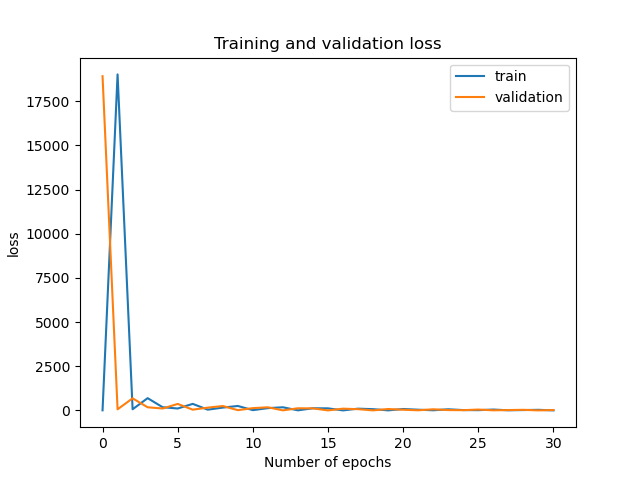 Training and validation loss
train
validation
17500
15000
12500
10000
7500
5000
2500
0
loss
0 5 10 15 20 25 30
Number of epochs